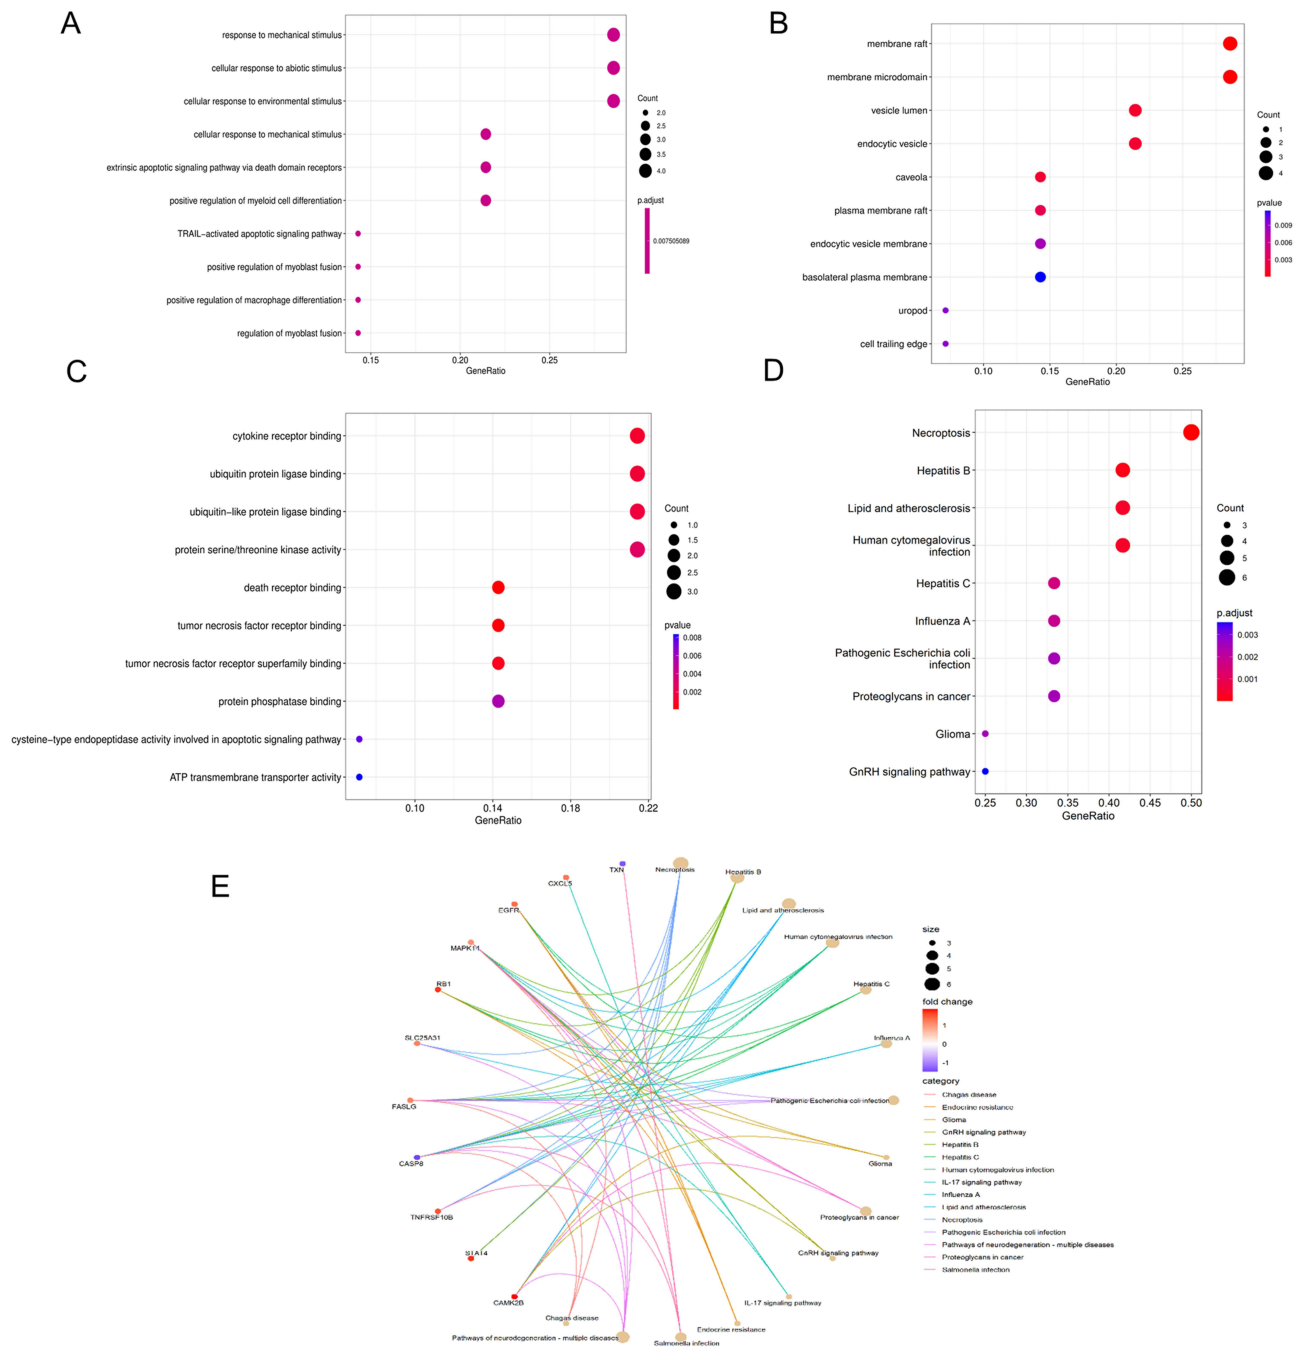 A
response to mechanical stimulus
cellular response to abiotic stimulus
cellular response to environmental stimulus
cellular response to mechanical stimulus
extrinsic apoptotic signaling pathway via death domain receptors
positive regulation of myeloid cell differentiation
TRAIL−activated apoptotic signaling pathway
positive regulation of myoblast fusion
positive regulation of macrophage differentiation
regulation of myoblast fusion
0.15 0.20 0.25
GeneRatio
Count
2.0
2.5
3.0
3.5
4.0
p.adjust
0.007505089
B
membrane raft
membrane microdomain
vesicle lumen
endocytic vesicle
caveola
plasma membrane raft
endocytic vesicle membrane
basolateral plasma membrane
uropod
cell trailing edge
0.10 0.15 0.20 0.25
GeneRatio
Count
1
2
3
4
pvalue
0.009
0.006
0.003
C
cytokine receptor binding
ubiquitin protein ligase binding
ubiquitin−like protein ligase binding
protein serine/threonine kinase activity
death receptor binding
tumor necrosis factor receptor binding
tumor necrosis factor receptor superfamily binding
protein phosphatase binding
cysteine−type endopeptidase activity involved in apoptotic signaling pathway
ATP transmembrane transporter activity
0.10 0.14 0.18 0.22
GeneRatio
Count
1.0
1.5
2.0
2.5
3.0
pvalue
0.008
0.006
0.004
0.002
D
Necroptosis
Hepatitis B
Lipid and atherosclerosis
Human cytomegalovirus
infection
Hepatitis C
Influenza A
Pathogenic Escherichia coli
infection
Proteoglycans in cancer
Glioma
GnRH signaling pathway
0.25 0.30 0.35 0.40 0.45 0.50
GeneRatio
Count
3
4
5
6
p.adjust
0.003
0.002
0.001
E
TXN
CXCL5
EGFR
MAPK11
RB1
SLC25A31
FASLG
CASP8
TNFRSF10B
STAT4
CAMK2B
Necroptosis
Hepatitis B
Lipid and atherosclerosis
Human cytomegalovirus infection
Hepatitis C
Influenza A
Pathogenic Escherichia coli infection
Glioma
Proteoglycans in cancer
GnRH signaling pathway
IL-17 signaling pathway
Endocrine resistance
Salmonella infection
Pathways of neurodegeneration - multiple diseases
Chagas disease
size
3
4
5
6
fold change
1
0
-1
category
Chagas disease
Endocrine resistance
Glioma
GnRH signaling pathway
Hepatitis B
Hepatitis C
Human cytomegalovirus infection
IL-17 signaling pathway
Influenza A
Lipid and atherosclerosis
Necroptosis
Pathogenic Escherichia coli infection
Pathways of neurodegeneration - multiple diseases
Proteoglycans in cancer
Salmonella infection